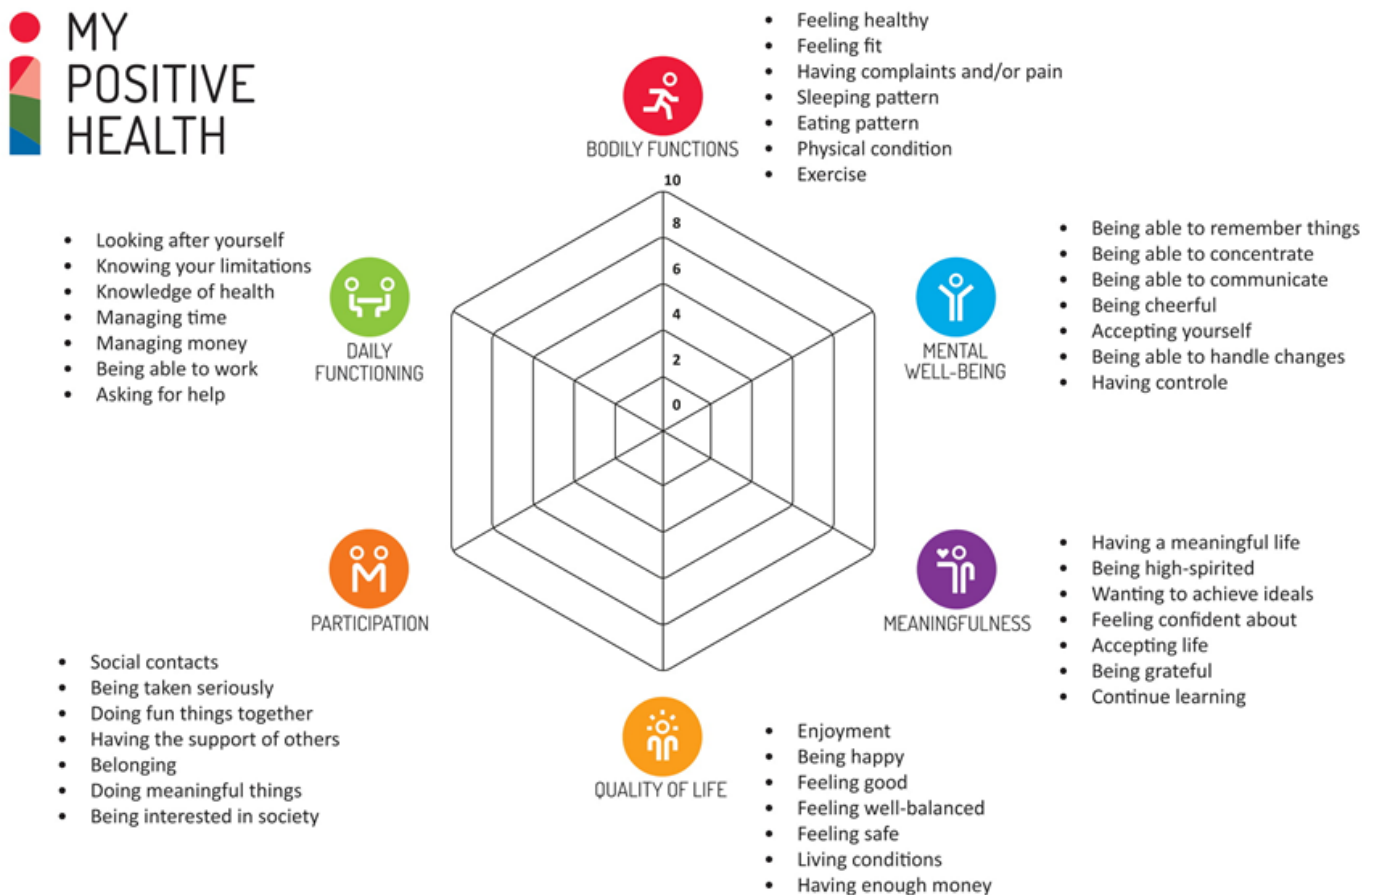 MY
POSITIVE
HEALTH
BODILY FUNCTIONS
• Feeling healthy
• Feeling fit
• Having complaints and/or pain
• Sleeping pattern
• Eating pattern
• Physical condition
• Exercise
10
8
6
4
2
0
MENTAL
WELL-BEING
• Being able to remember things
• Being able to concentrate
• Being able to communicate
• Being cheerful
• Accepting yourself
• Being able to handle changes
• Having controle
MEANINGFULNESS
• Having a meaningful life
• Being high-spirited
• Wanting to achieve ideals
• Feeling confident about
• Accepting life
• Being grateful
• Continue learning
QUALITY OF LIFE
• Enjoyment
• Being happy
• Feeling good
• Feeling well-balanced
• Feeling safe
• Living conditions
• Having enough money
PARTICIPATION
• Social contacts
• Being taken seriously
• Doing fun things together
• Having the support of others
• Belonging
• Doing meaningful things
• Being interested in society
DAILY
FUNCTIONING
• Looking after yourself
• Knowing your limitations
• Knowledge of health
• Managing time
• Managing money
• Being able to work
• Asking for help